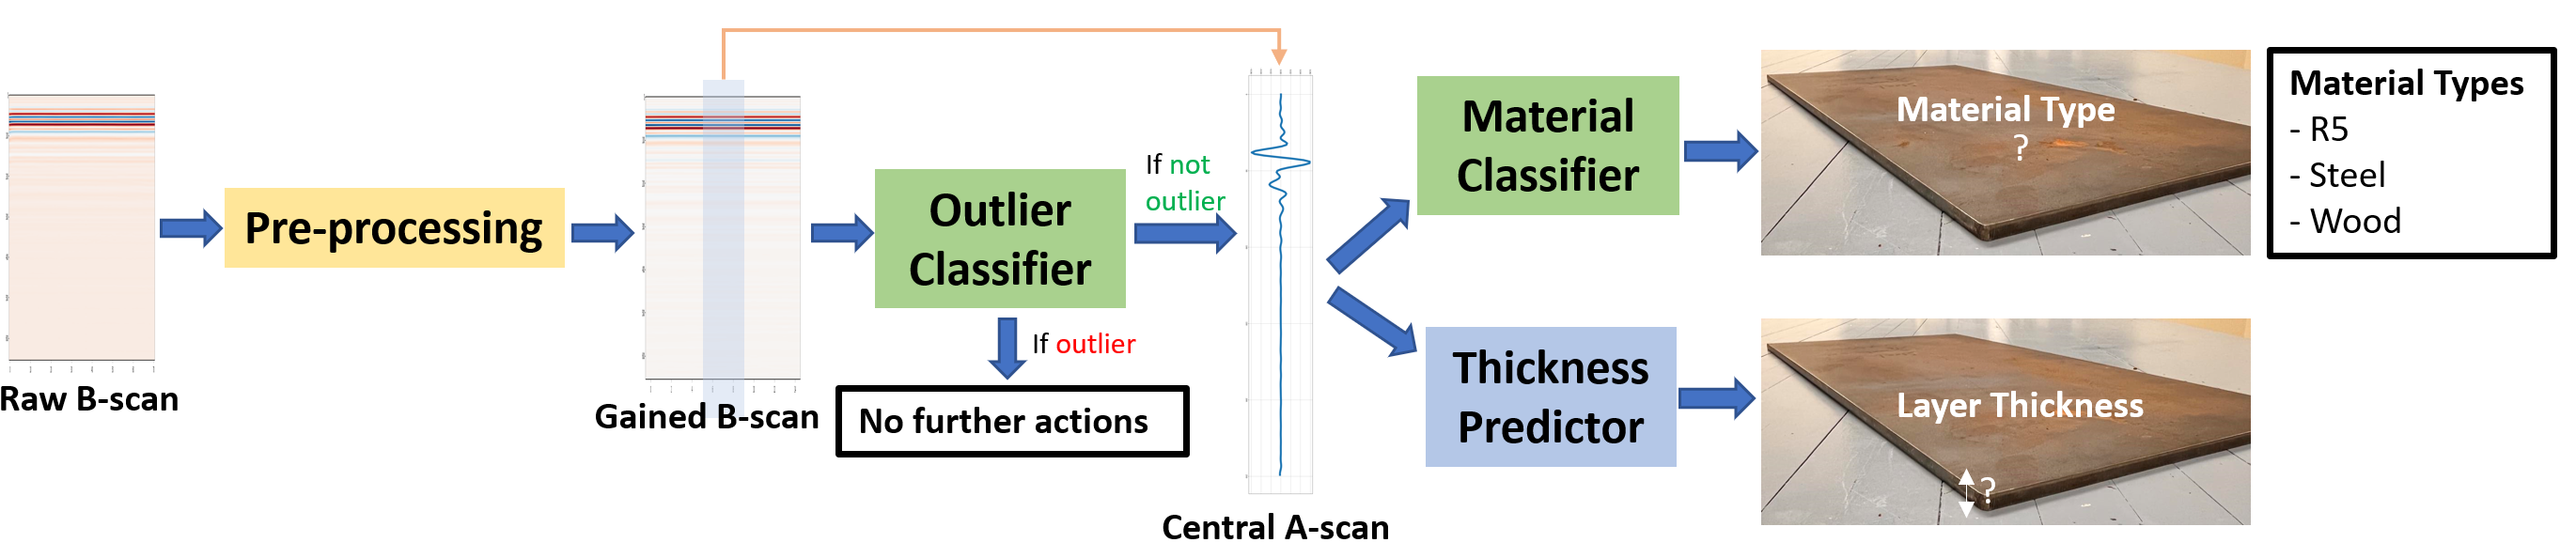 Raw B-scan
Pre-processing
Gained B-scan
Outlier
Classifier
If not
outlier
If outlier
No further actions
Central A-scan
Material
Classifier
Thickness
Predictor
Material Type
?
Layer Thickness
?
Material Types
- R5
- Steel
- Wood